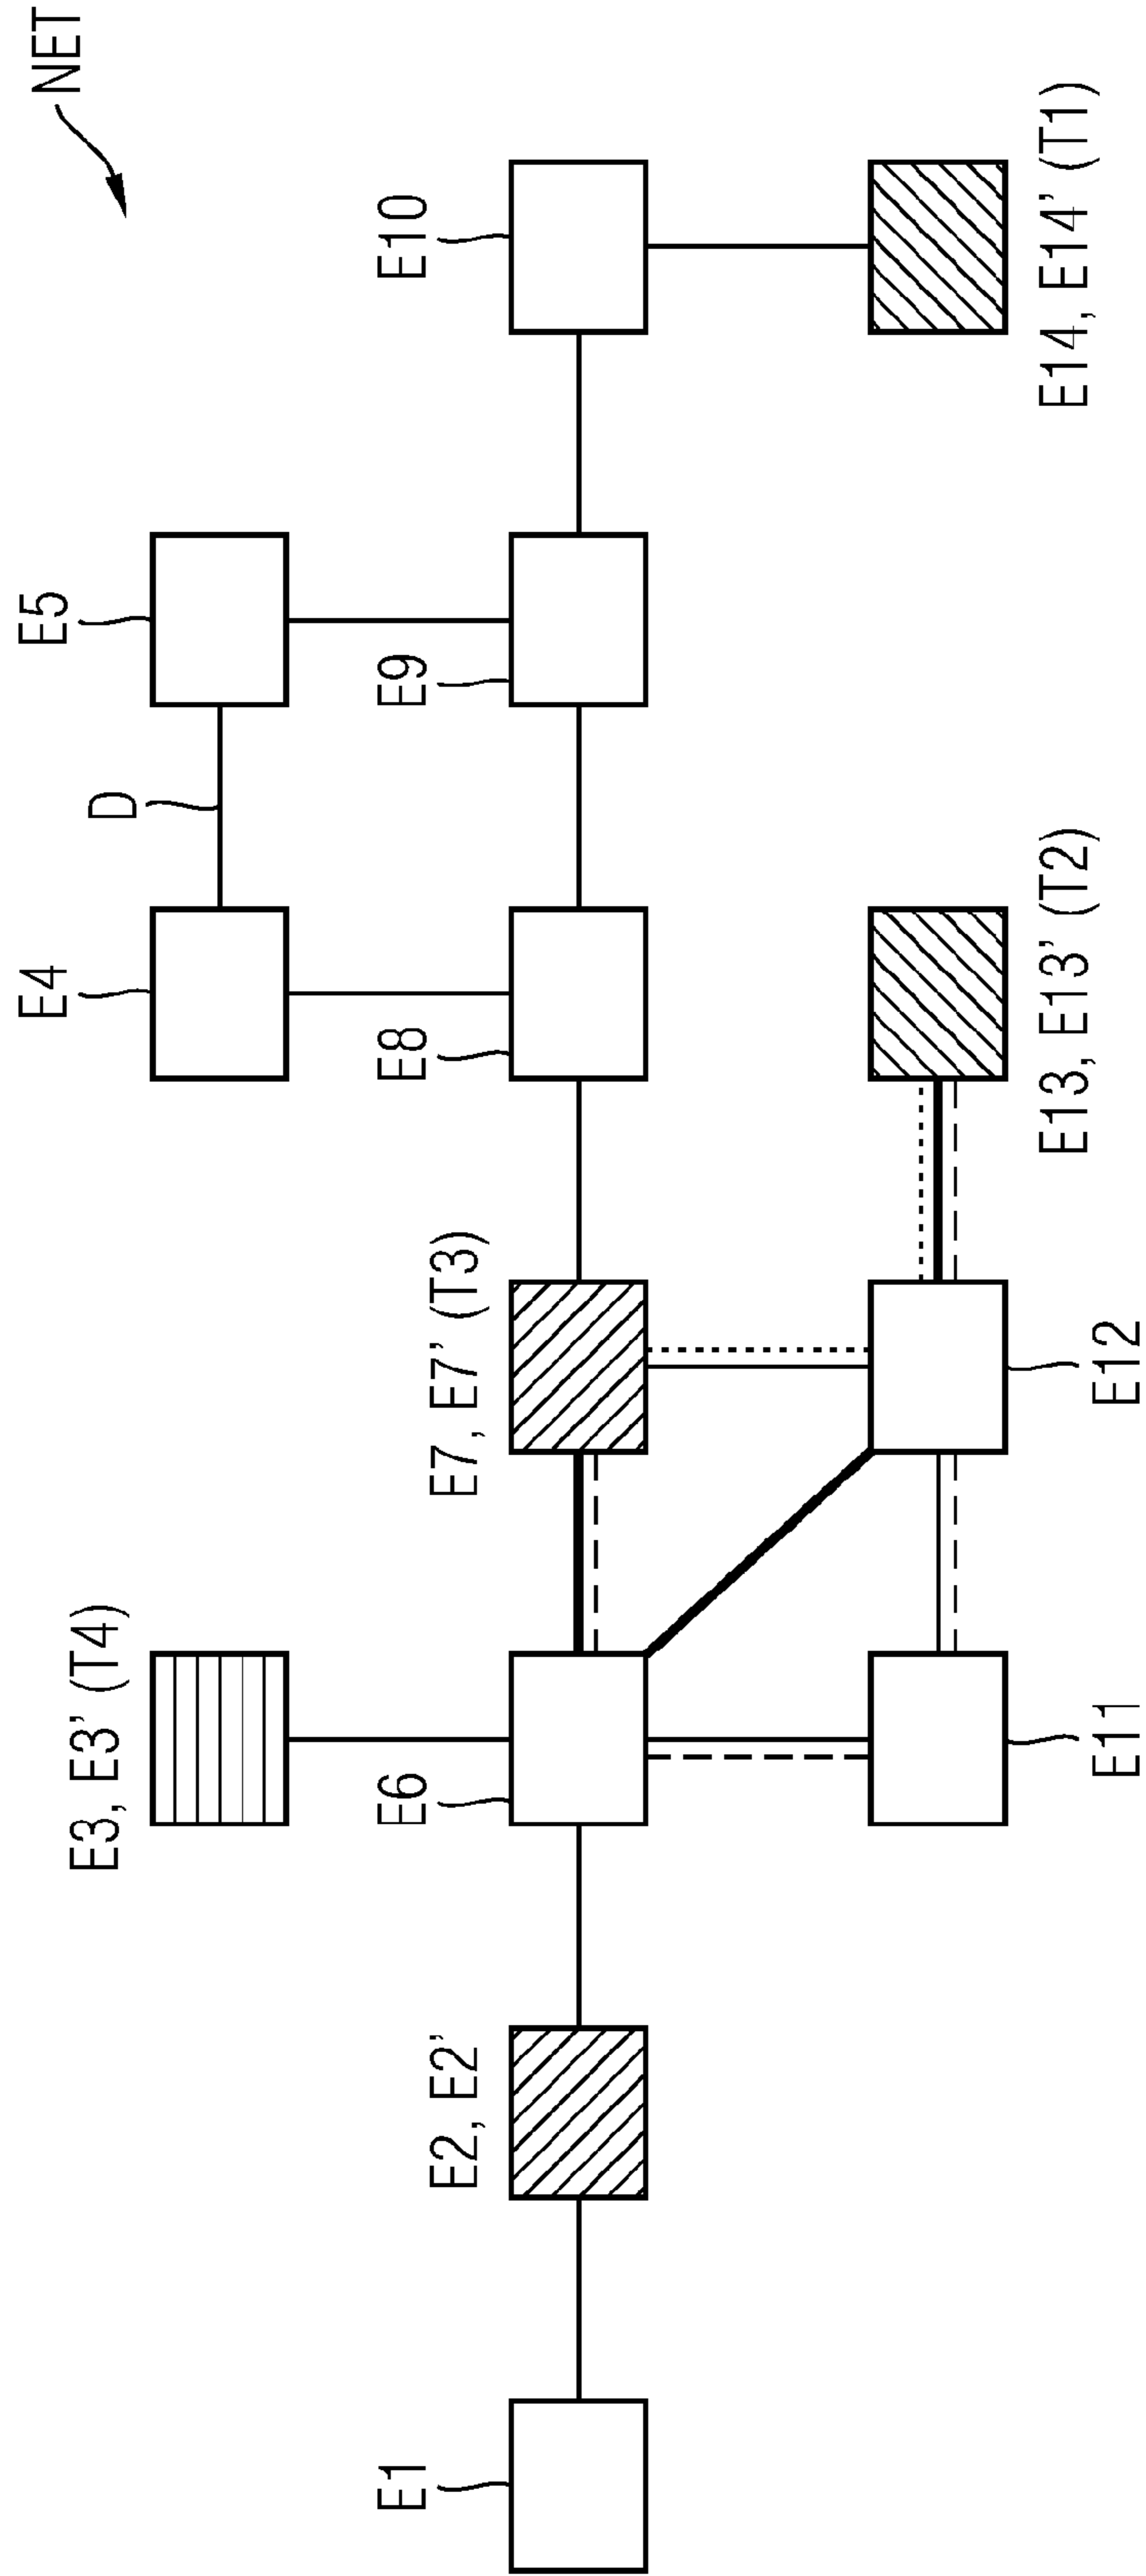 NET
E3, E3' (T4)
E4
D
E5
E1
E2, E2'
E6
E7, E7' (T3)
E8
E9
E10
E11
E12
E13, E13' (T2)
E14, E14' (T1)